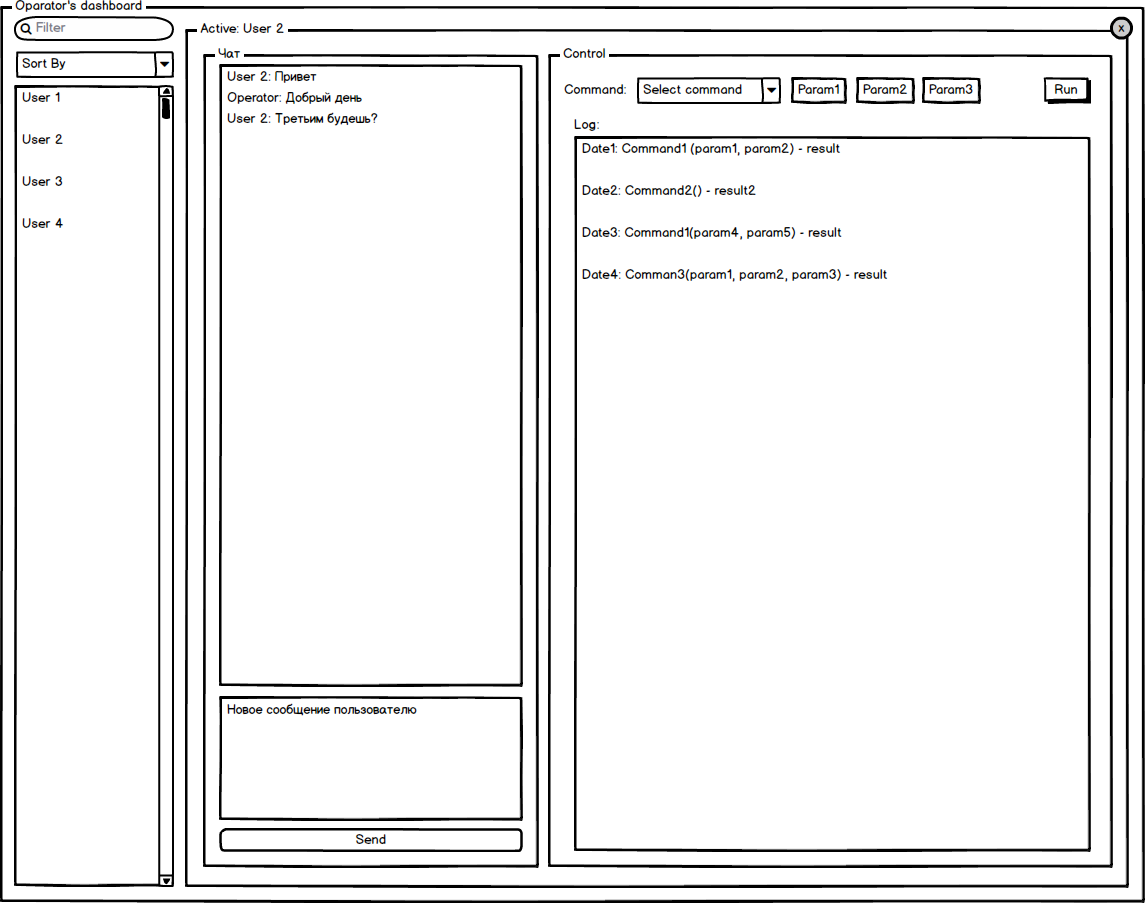 Oparator's dashboard
Filter
Sort By
User 1
User 2
User 3
User 4
Active: User 2
x
Чат
User 2: Привет
Operator: Добрый день
User 2: Третьим будешь?
Новое сообщение пользователю
Send
Control
Command: Select command Param1 Param2 Param3 Run
Log:
Date1: Command1 (param1, param2) - result
Date2: Command2() - result2
Date3: Command1(param4, param5) - result
Date4: Comman3(param1, param2, param3) - result